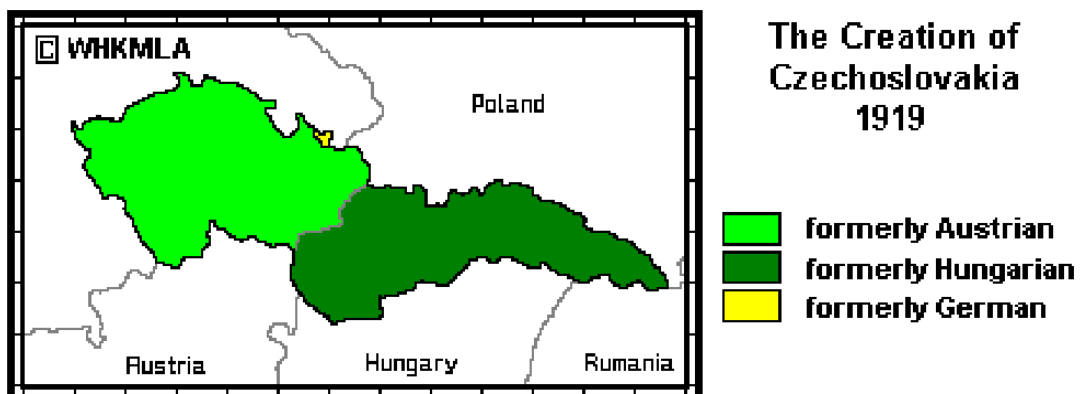 © WHKMLA
Poland
Austria
Hungary
Rumania
The Creation of
Czechoslovakia
1919
formerly Austrian
formerly Hungarian
formerly German